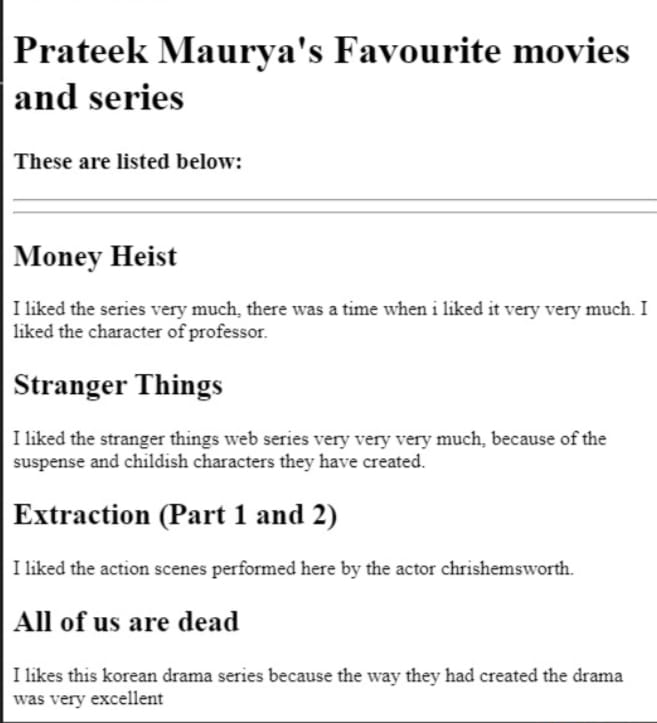 Prateek Maurya's Favourite movies
and series
These are listed below:
Money Heist
I liked the series very much, there was a time when i liked it very very much. I
liked the character of professor.
Stranger Things
I liked the stranger things web series very very very much, because of the
suspense and childish characters they have created.
Extraction (Part 1 and 2)
I liked the action scenes performed here by the actor chrishemsworth.
All of us are dead
I likes this korean drama series because the way they had created the drama
was very excellent